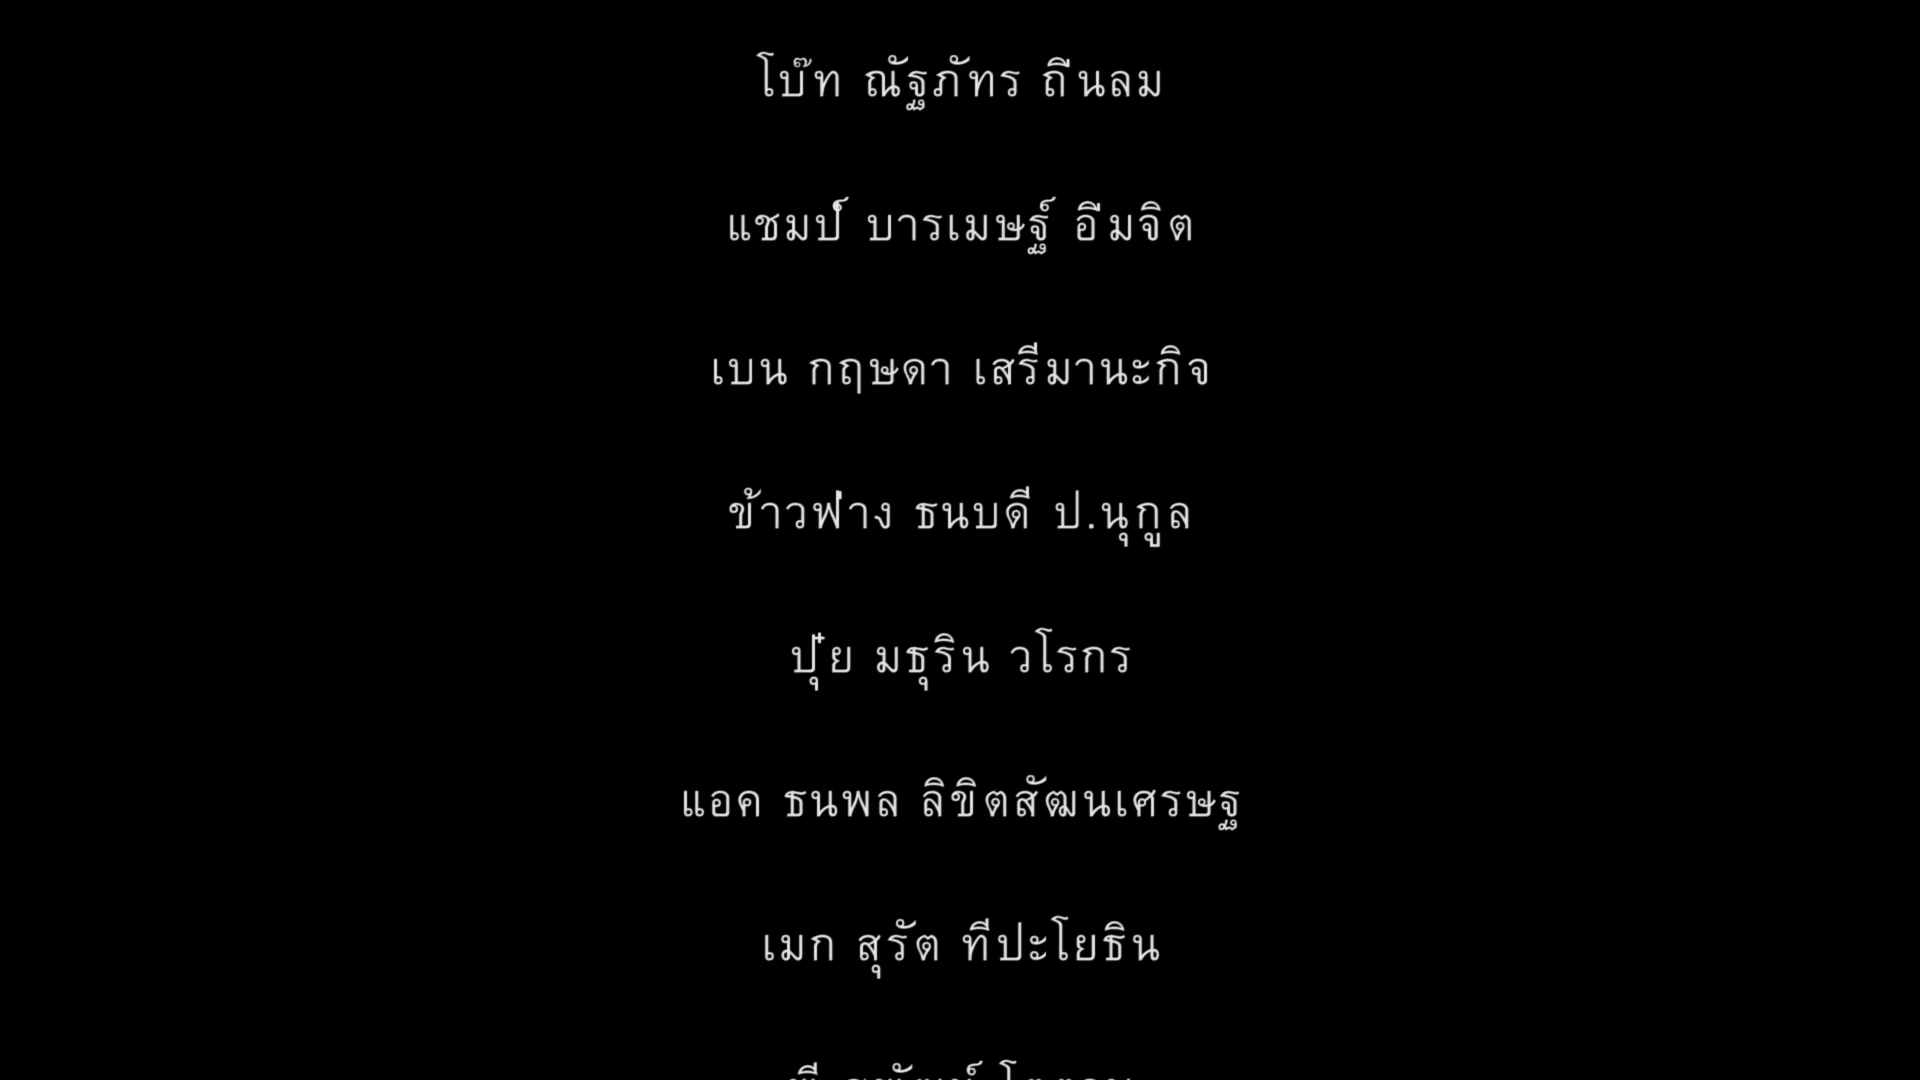 โบ๊ท ณัฐภัทร ถีนลม
แชมป์ บารเมษฐ์ อิ่มจิต
เบน กฤษดา เสรีมานะกิจ
ข้าวฟ่าง ธนบดี ป.นุกูล
ปุ๋ย มธุริน วโรกร
แอค ธนพล ลิขิตสัฒนเศรษฐ
เมก สุรัต ทีปะโยธิน